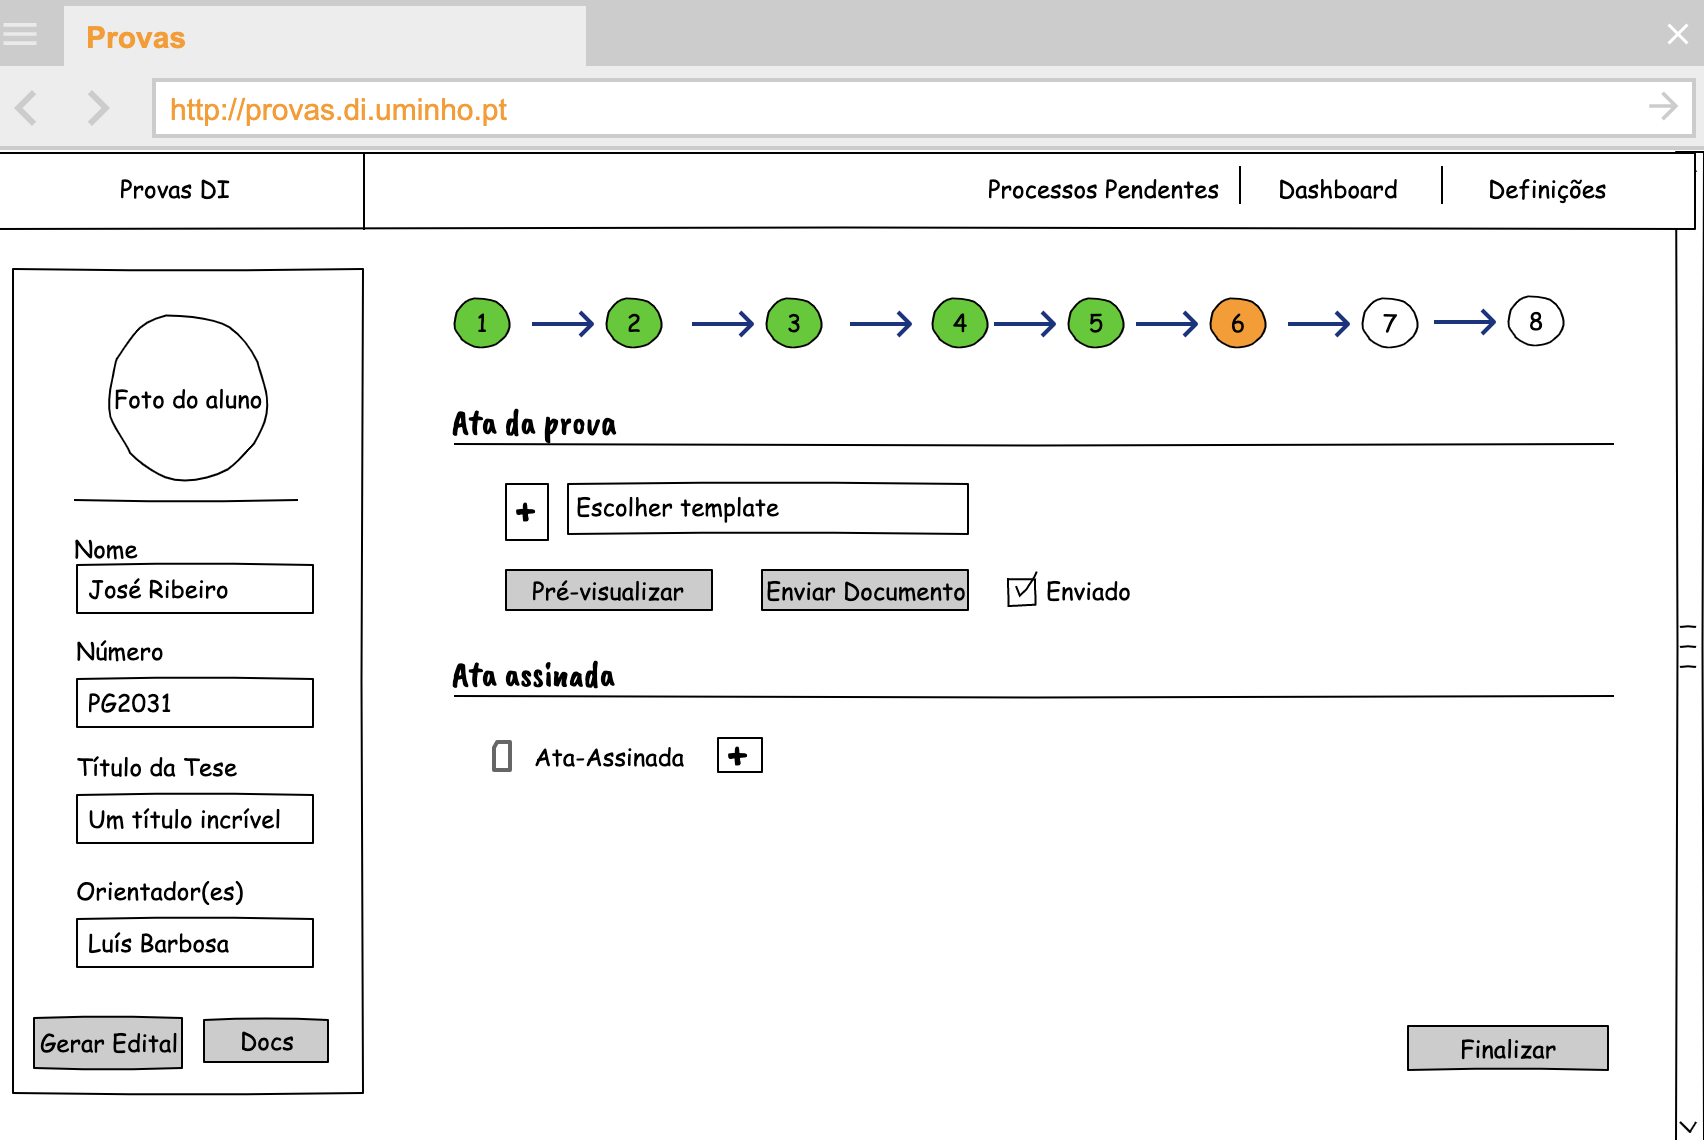 Provas
http://provas.di.uminho.pt
Provas DI
Processos Pendentes
Dashboard
Definições
Foto do aluno
Nome
José Ribeiro
Número
PG2031
Título da Tese
Um título incrível
Orientador(es)
Luís Barbosa
Gerar Edital
Docs
1
2
3
4
5
6
7
8
Ata da prova
+
Escolher template
Pré-visualizar
Enviar Documento
Enviado
Ata assinada
Ata-Assinada
+
Finalizar